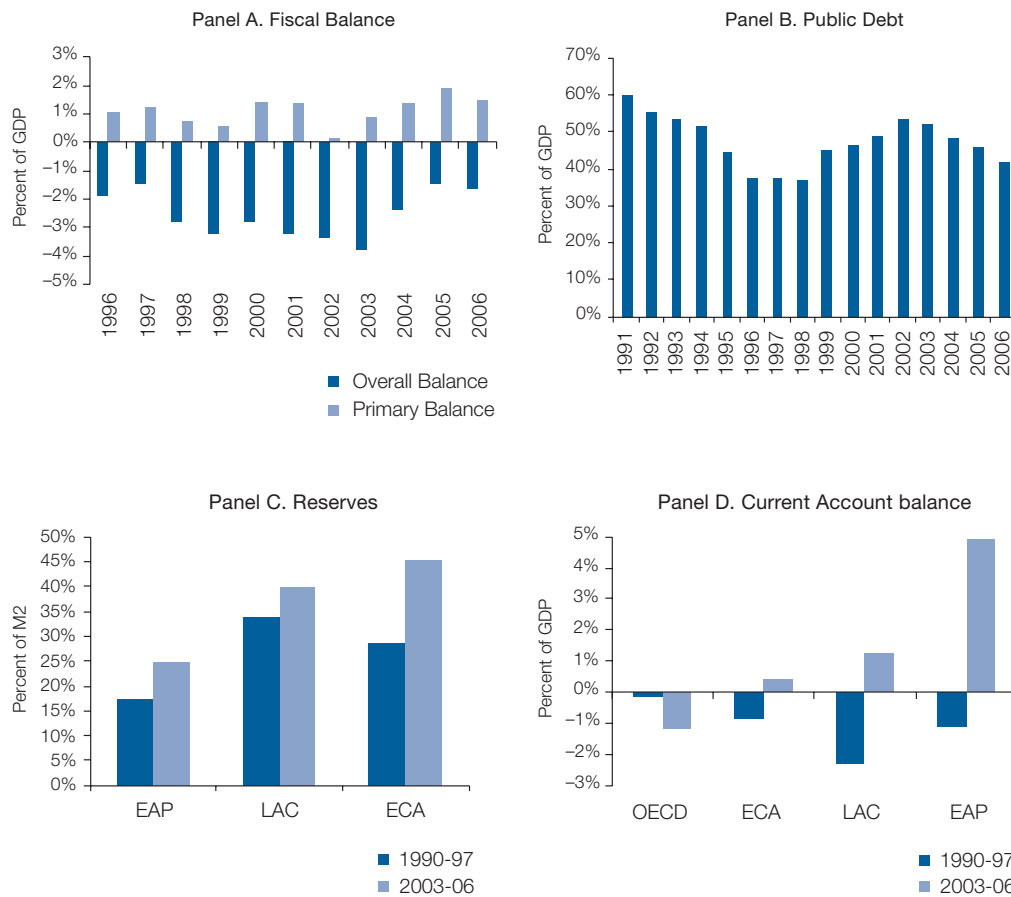 Panel A. Fiscal Balance
3%
2%
1%
0%
–1%
–2%
–3%
–4%
–5%
Percent of GDP
1996 1997 1998 1999 2000 2001 2002 2003 2004 2005 2006
Overall Balance
Primary Balance
Panel B. Public Debt
70%
60%
50%
40%
30%
20%
10%
0%
Percent of GDP
1991 1992 1993 1994 1995 1996 1997 1998 1999 2000 2001 2002 2003 2004 2005 2006
Panel C. Reserves
50%
45%
40%
35%
30%
25%
20%
15%
10%
5%
0%
Percent of M2
EAP LAC ECA
1990-97
2003-06
Panel D. Current Account balance
5%
4%
3%
2%
1%
0%
–1%
–2%
–3%
Percent of GDP
OECD ECA LAC EAP
1990-97
2003-06